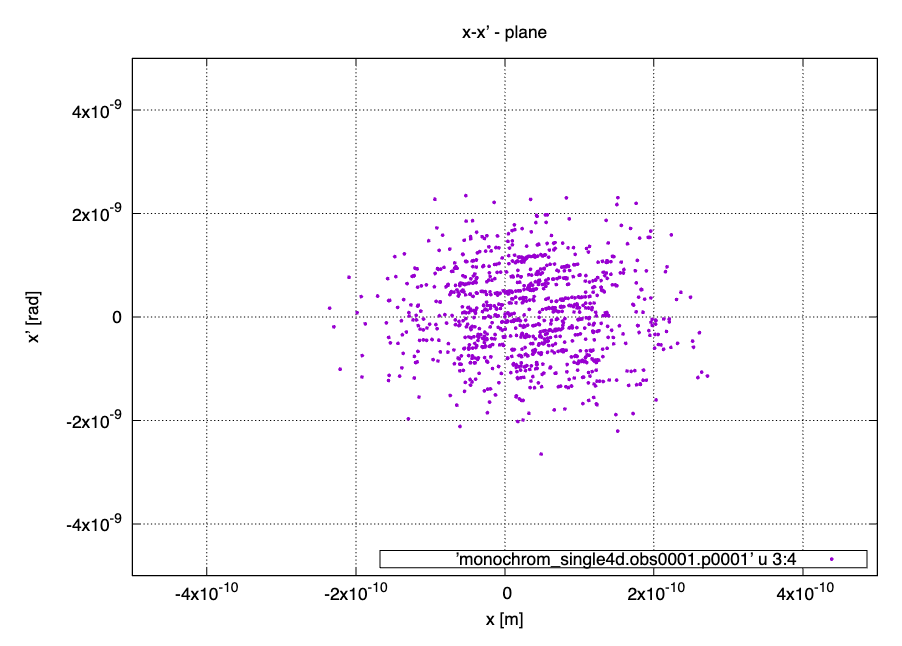 x-x’ - plane
4x10⁻⁹
2x10⁻⁹
0
-2x10⁻⁹
-4x10⁻⁹
x’ [rad]
’monochrom_single4d.obs0001.p0001’ u 3:4
-4x10⁻¹⁰ -2x10⁻¹⁰ 0 2x10⁻¹⁰ 4x10⁻¹⁰
x [m]